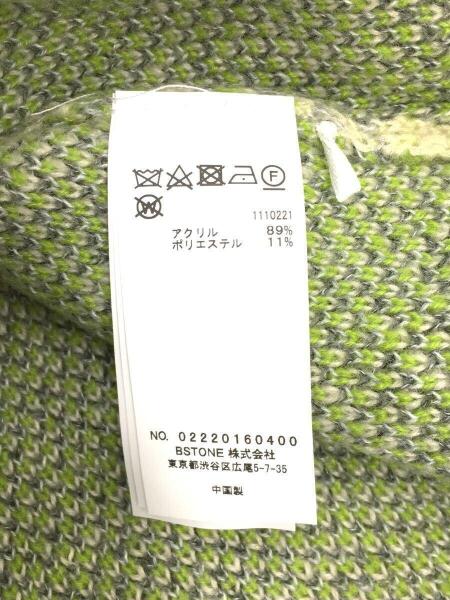 F
W
1110221
アクリル 89%
ポリエステル 11%
NO. 02220160400
BSTONE 株式会社
東京都渋谷区広尾5-7-35
中国製